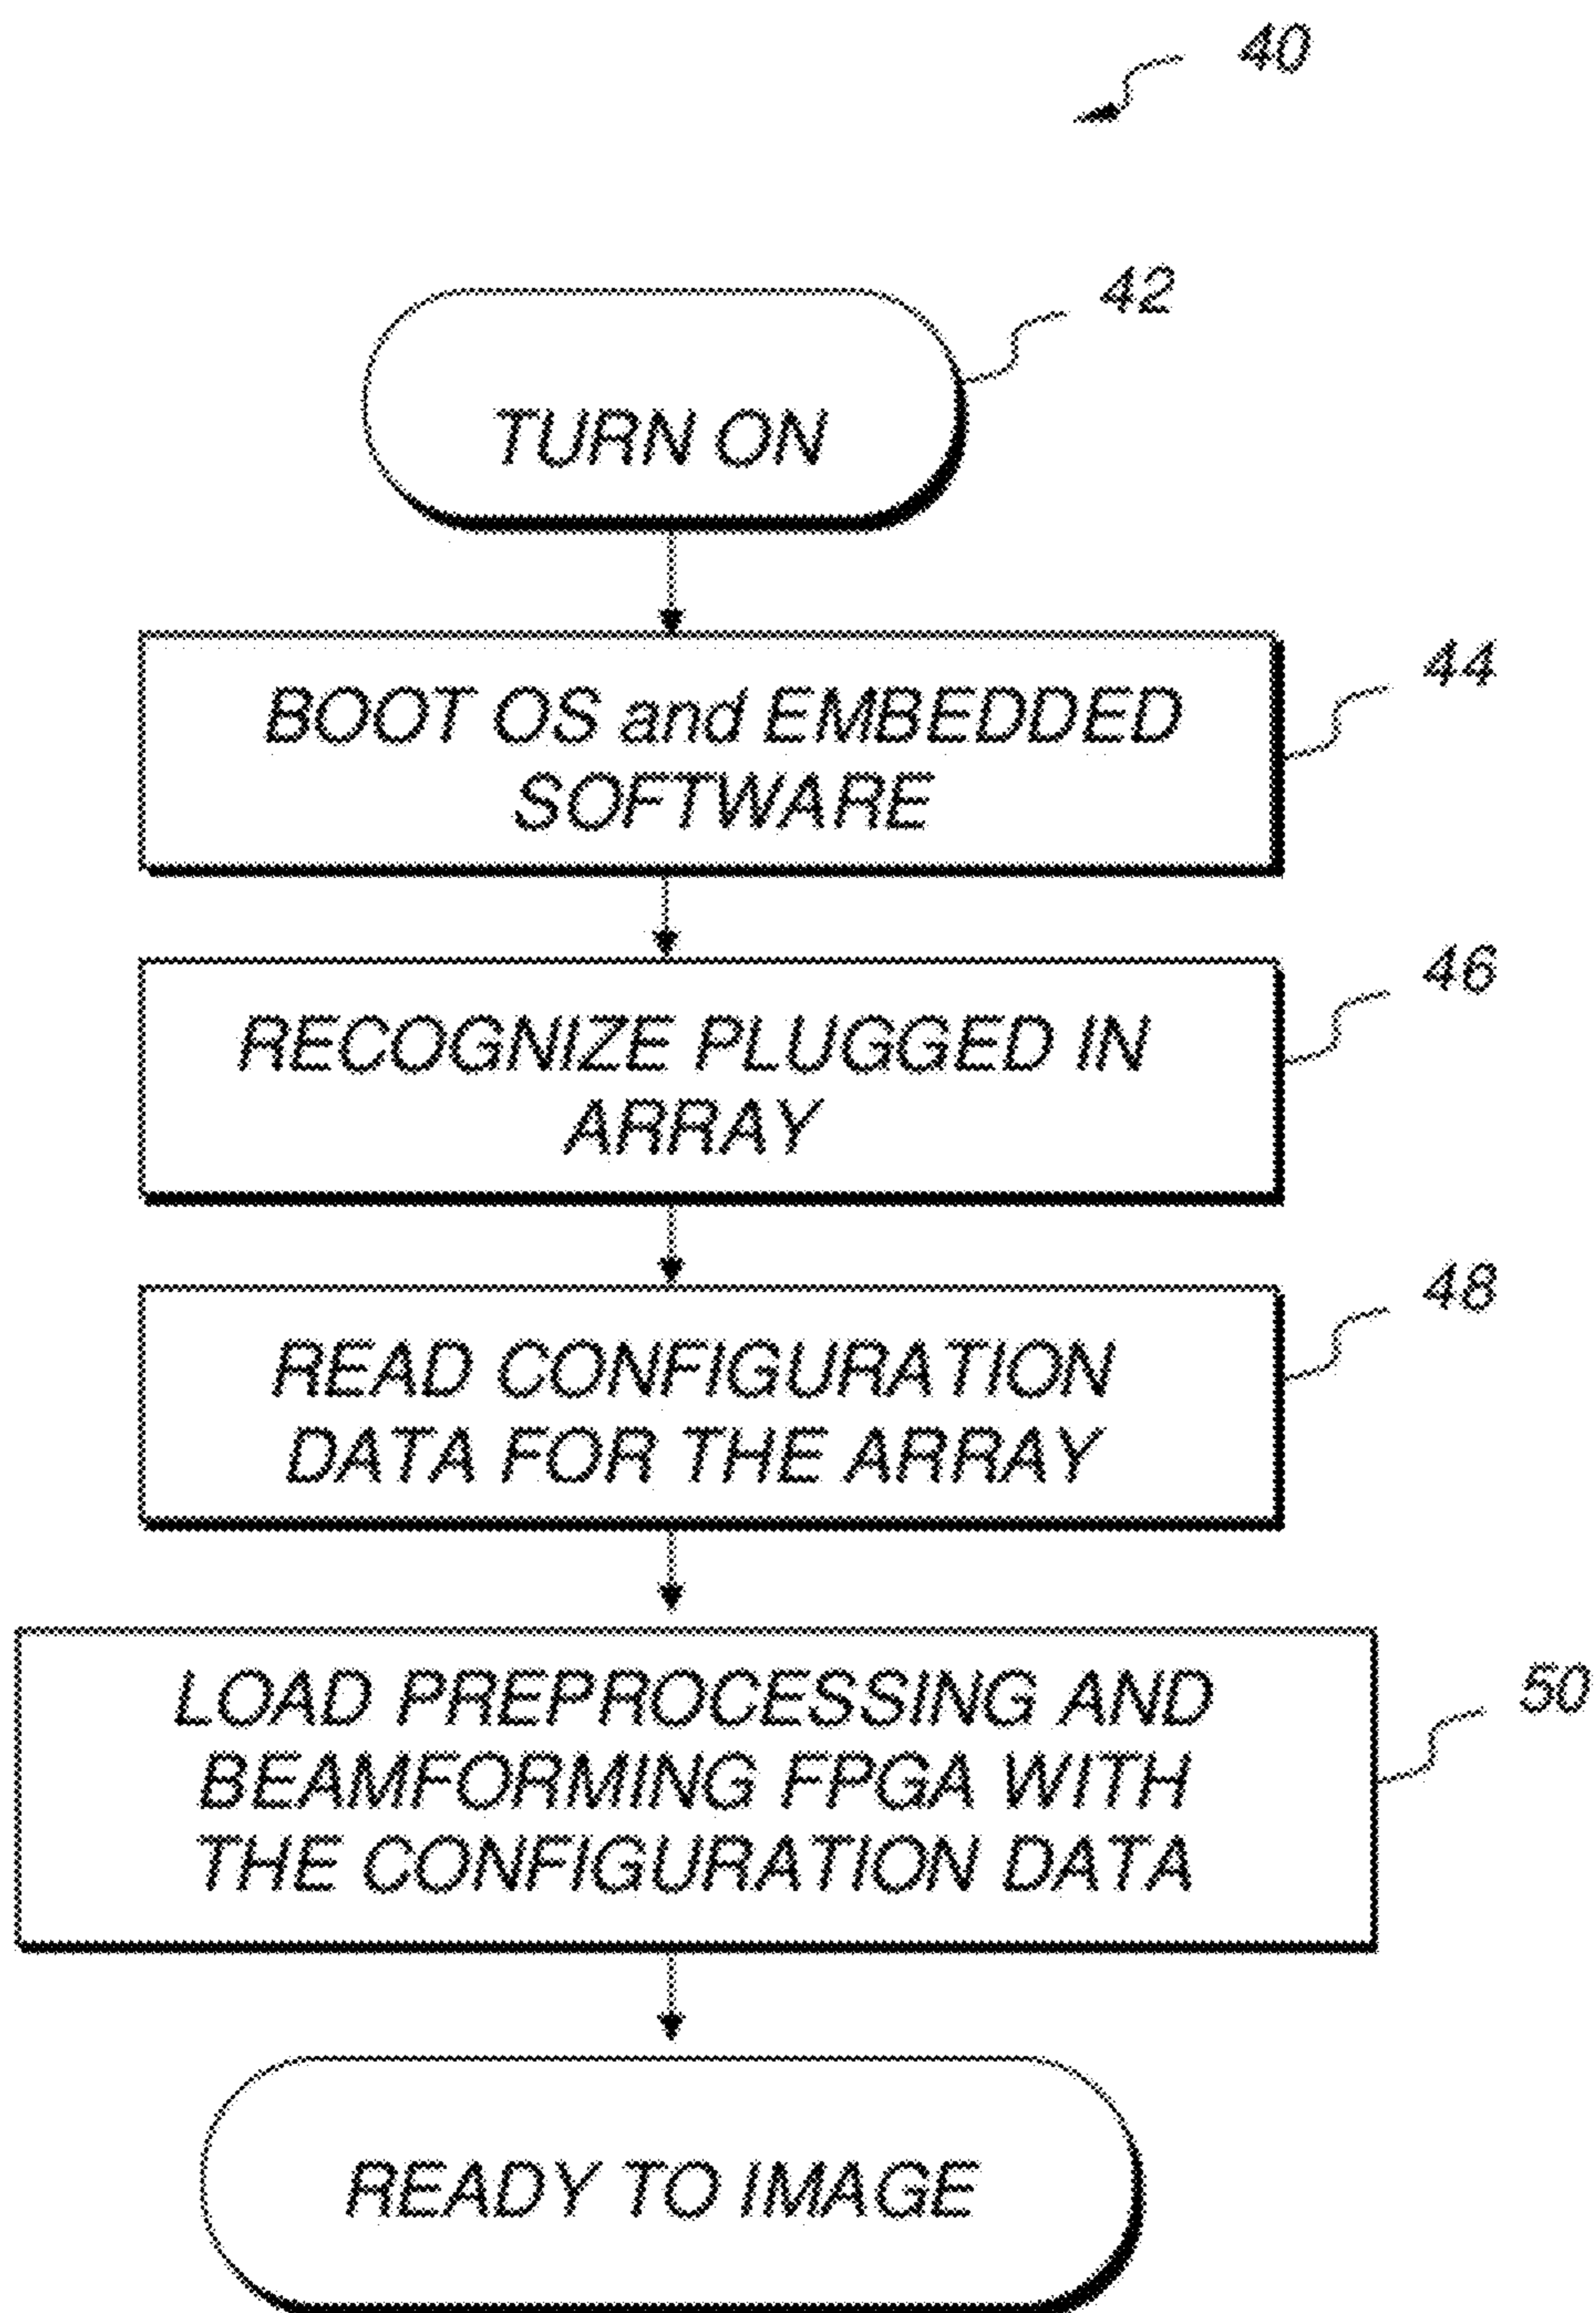 40
42
TURN ON
44
BOOT OS and EMBEDDED
SOFTWARE
46
RECOGNIZE PLUGGED IN
ARRAY
48
READ CONFIGURATION
DATA FOR THE ARRAY
50
LOAD PREPROCESSING AND
BEAMFORMING FPGA WITH
THE CONFIGURATION DATA
READY TO IMAGE